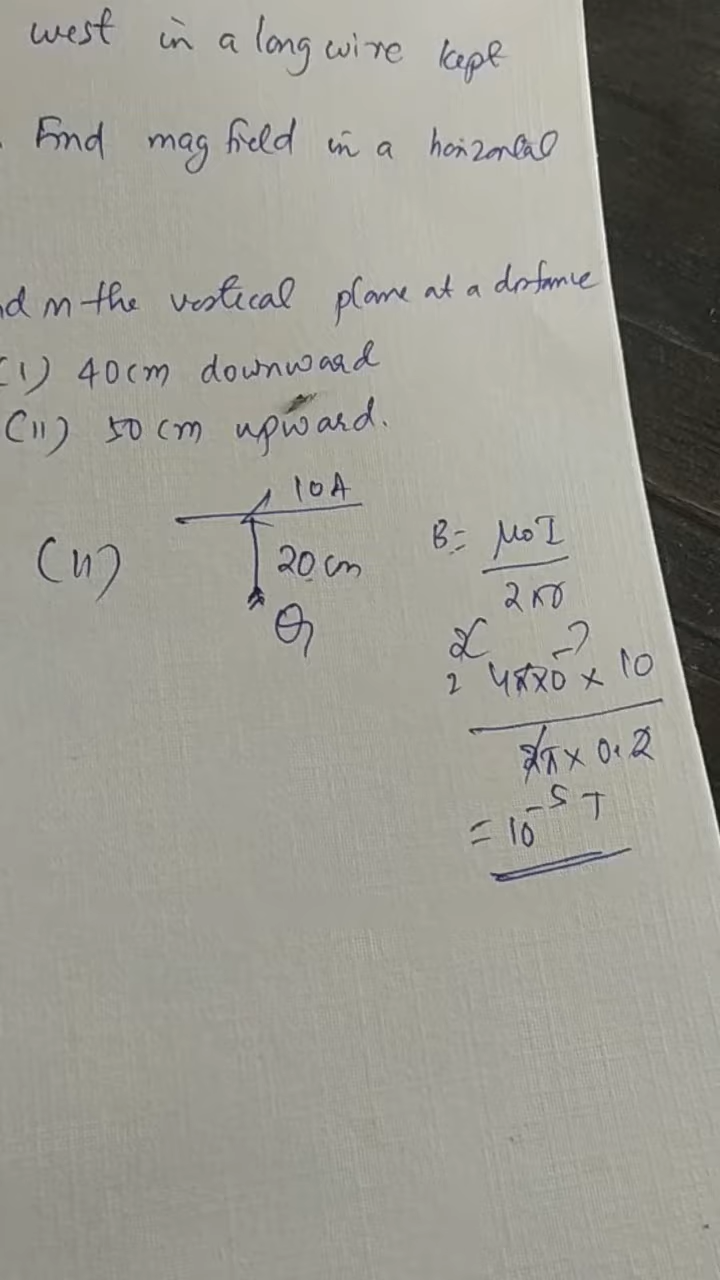 west in a long wire kept
. Find mag field in a horizontal
nd in the vertical plane at a distance
(I) 40cm downward
(II) 50 cm upward.
10A
(II)
20cm
B = μ0I
2πr
2 4π×10⁻⁷ × 10
2π × 0.2
= 10⁻⁵ T